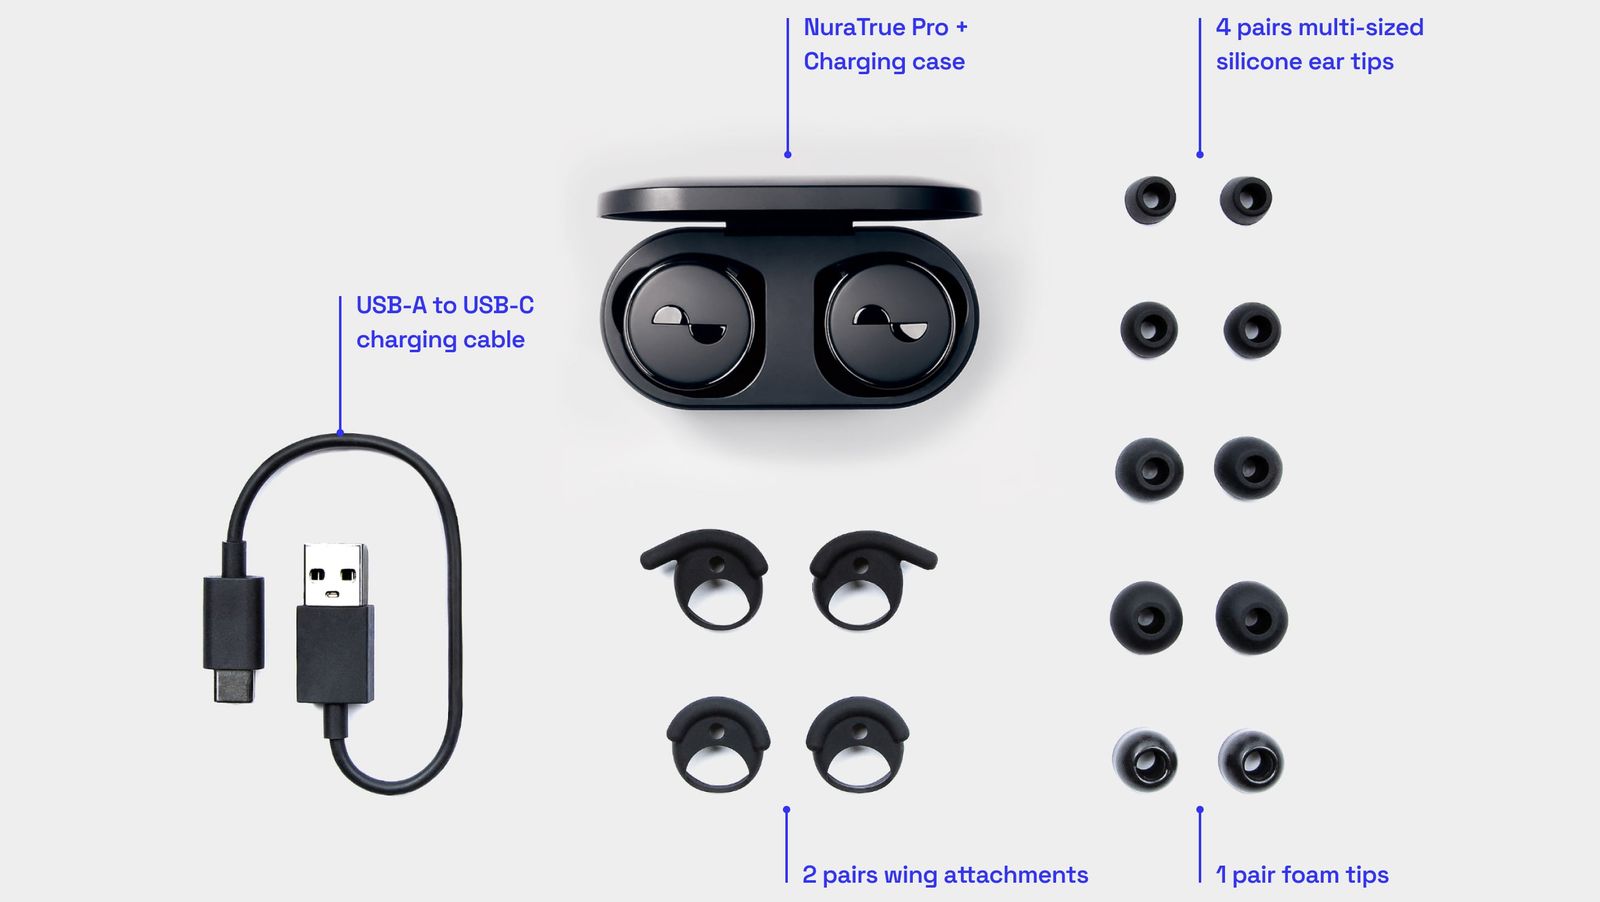 NuraTrue Pro +
Charging case
4 pairs multi-sized
silicone ear tips
USB-A to USB-C
charging cable
2 pairs wing attachments
1 pair foam tips